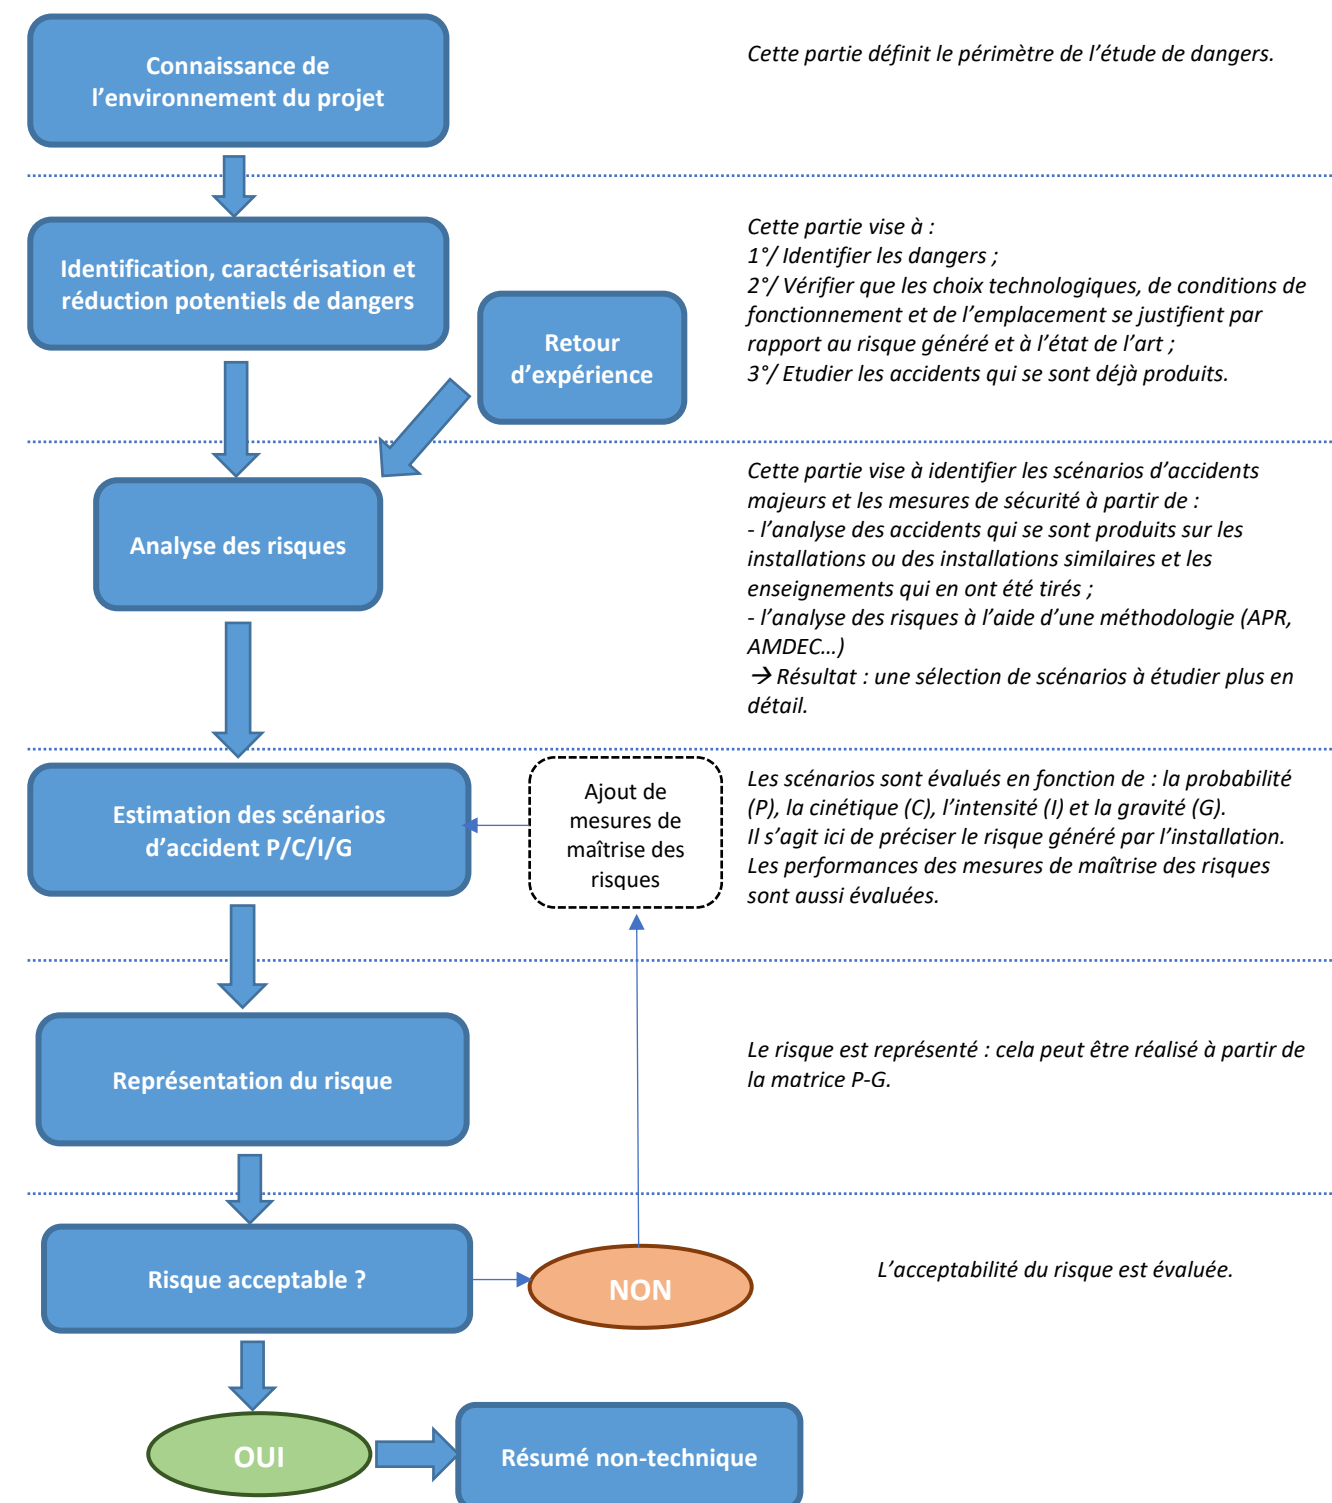 Connaissance de
l’environnement du projet
Cette partie définit le périmètre de l’étude de dangers.
Identification, caractérisation et
réduction potentiels de dangers
Retour
d’expérience
Cette partie vise à :
1°/ Identifier les dangers ;
2°/ Vérifier que les choix technologiques, de conditions de
fonctionnement et de l’emplacement se justifient par
rapport au risque généré et à l’état de l’art ;
3°/ Etudier les accidents qui se sont déjà produits.
Analyse des risques
Cette partie vise à identifier les scénarios d’accidents
majeurs et les mesures de sécurité à partir de :
- l’analyse des accidents qui se sont produits sur les
installations ou des installations similaires et les
enseignements qui en ont été tirés ;
- l’analyse des risques à l’aide d’une méthodologie (APR,
AMDEC…)
→ Résultat : une sélection de scénarios à étudier plus en
détail.
Estimation des scénarios
d’accident P/C/I/G
Ajout de
mesures de
maîtrise des
risques
Les scénarios sont évalués en fonction de : la probabilité
(P), la cinétique (C), l’intensité (I) et la gravité (G).
Il s’agit ici de préciser le risque généré par l’installation.
Les performances des mesures de maîtrise des risques
sont aussi évaluées.
Représentation du risque
Le risque est représenté : cela peut être réalisé à partir de
la matrice P-G.
Risque acceptable ?
NON
L’acceptabilité du risque est évaluée.
OUI
Résumé non-technique